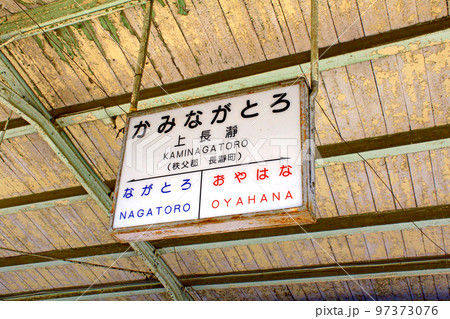 かみながとろ
上長瀞
KAMINAGATORO
(秩父郡 長瀞町)
ながとろ おやはな
NAGATORO OYAHANA
97373076